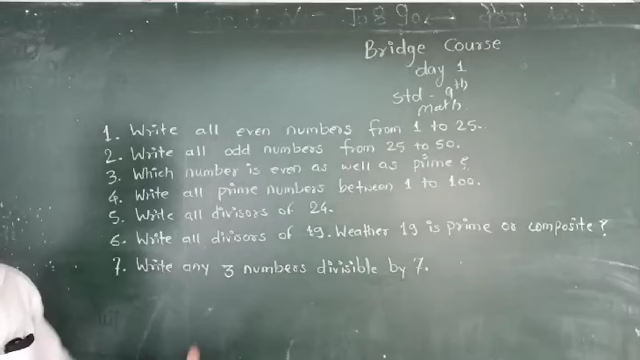 Bridge Course
day 1
std - 9th
math
1. Write all even numbers from 1 to 25.
2. Write all odd numbers from 25 to 50.
3. Which number is even as well as prime?
4. Write all prime numbers between 1 to 100.
5. Write all divisors of 24.
6. Write all divisors of 19. Weather 19 is prime or composite?
7. Write any 3 numbers divisible by 7.